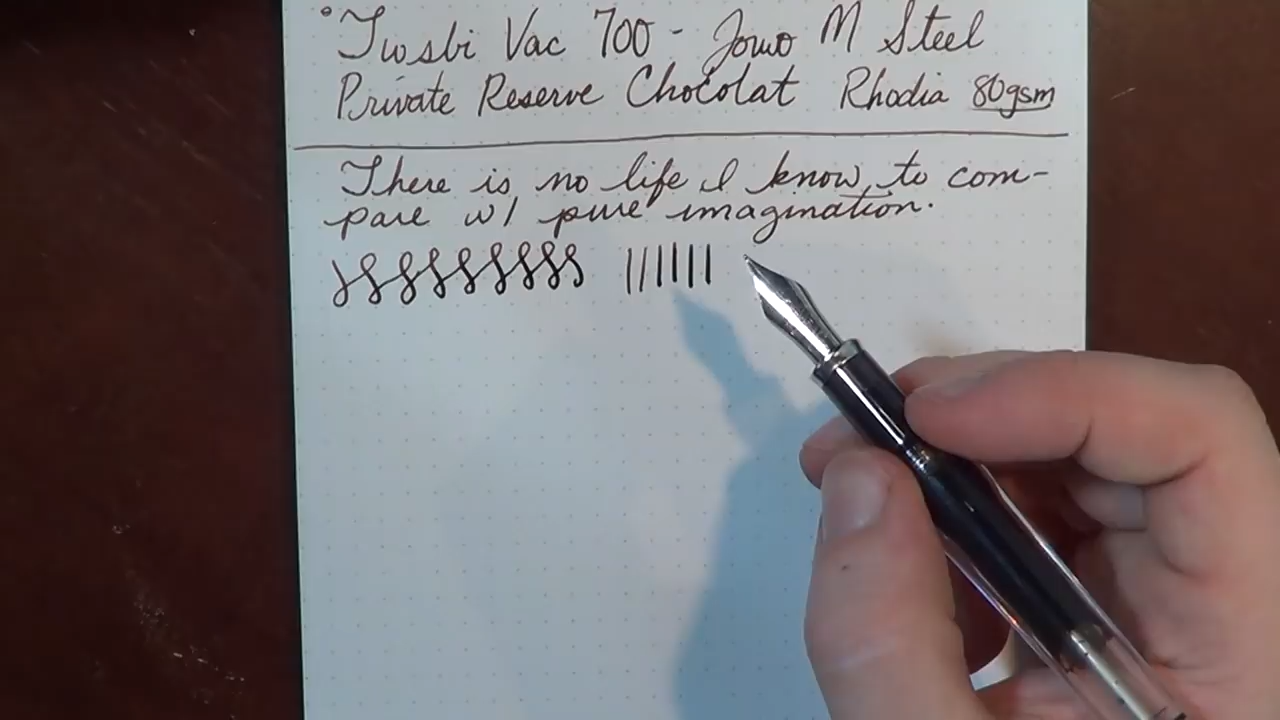 Twsbi Vac 700 - Jowo M Steel
Private Reserve Chocolat Rhodia 80gsm
There is no life I know to com-
pare w/ pure imagination.